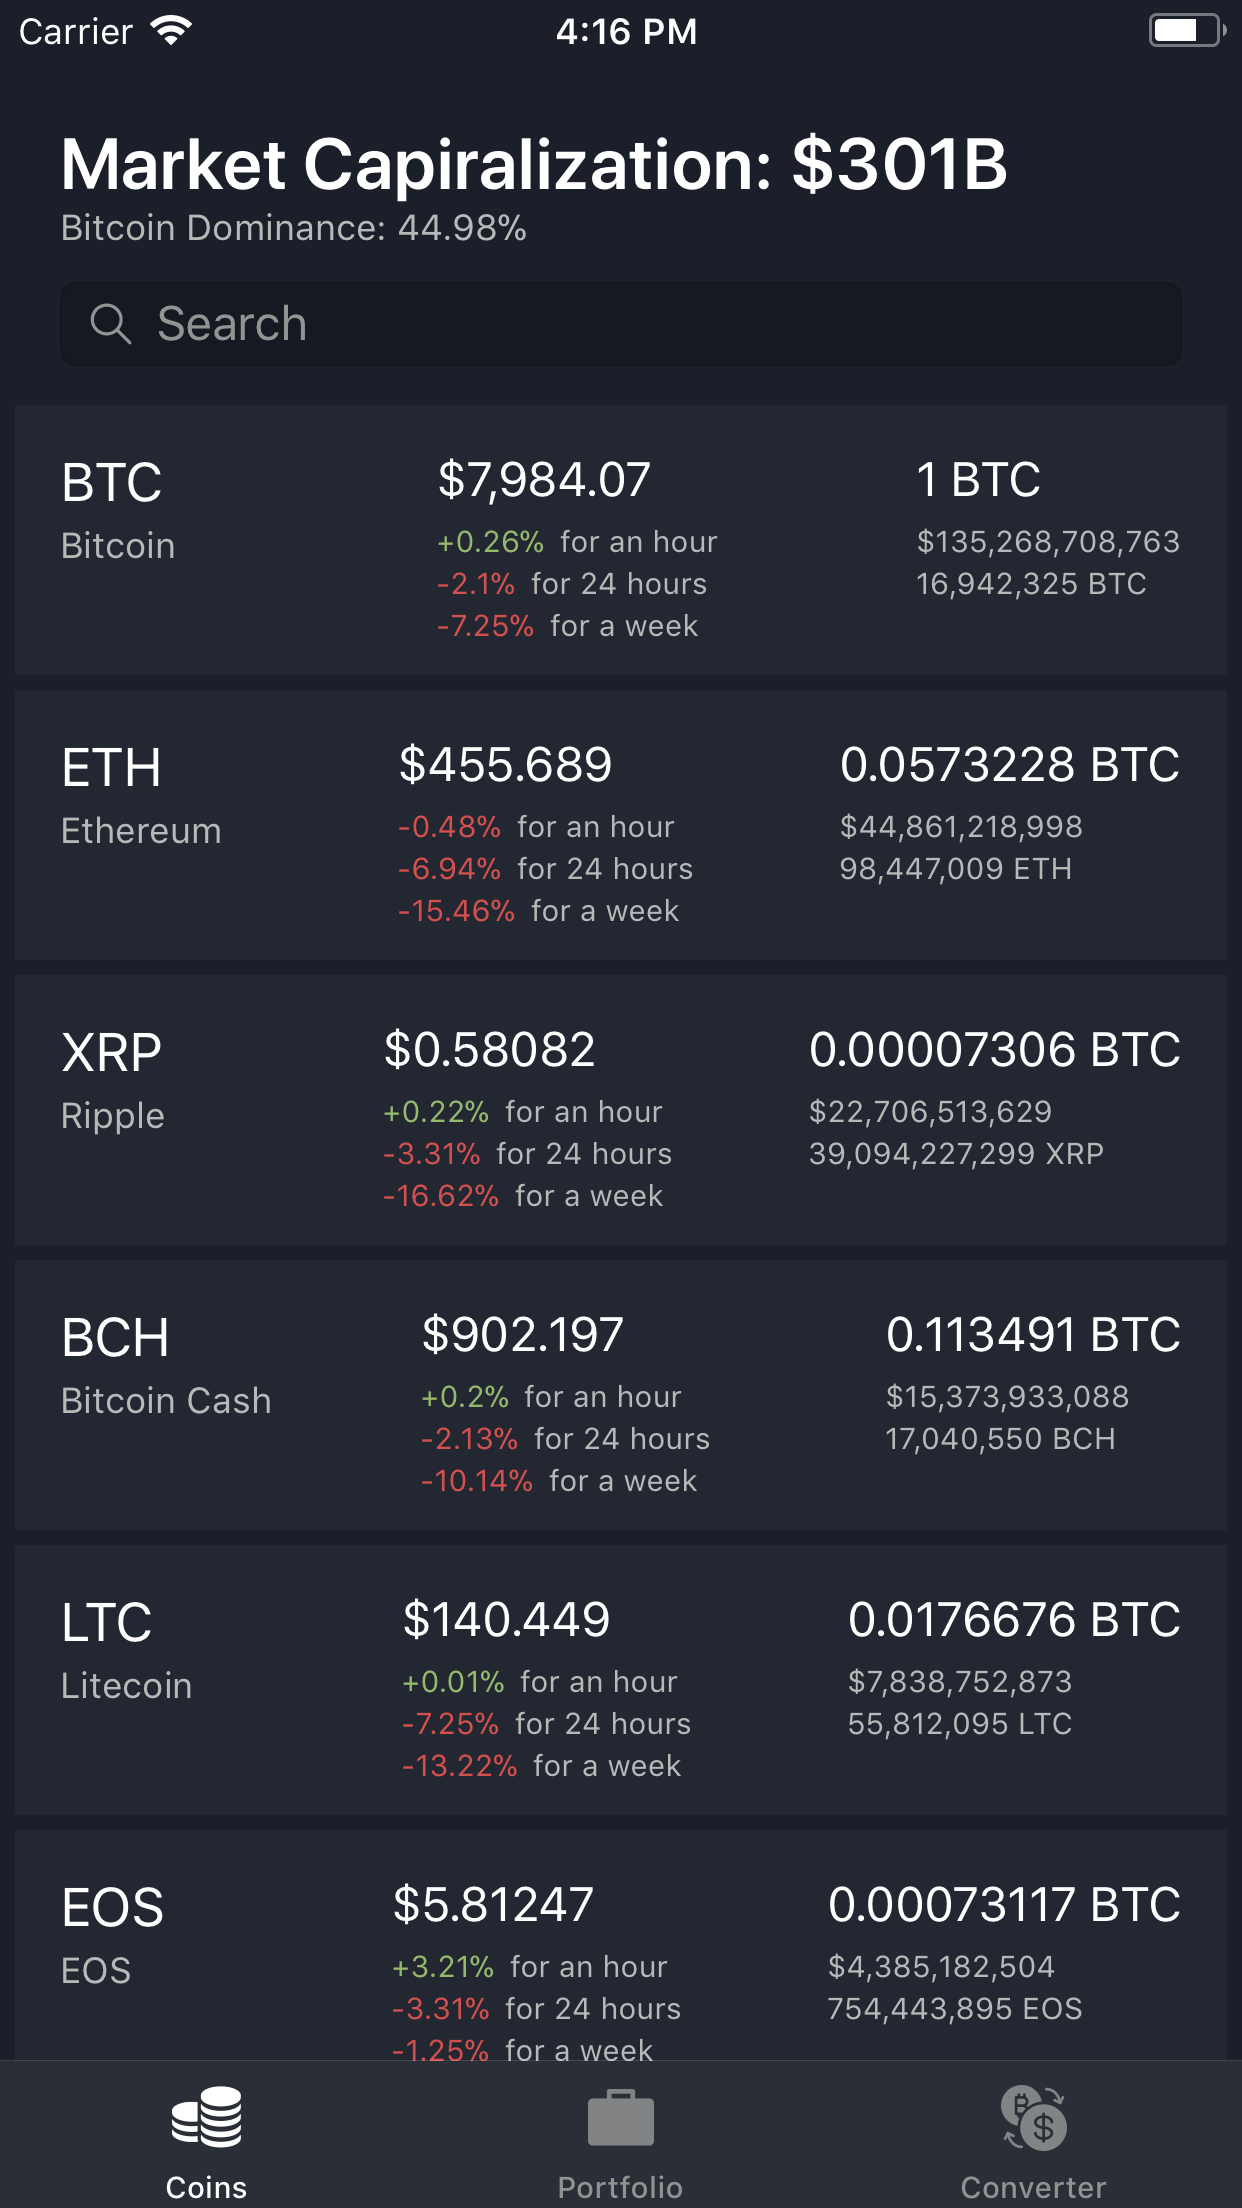 Carrier 4:16 PM
Market Capiralization: $301B
Bitcoin Dominance: 44.98%
Search
BTC $7,984.07 1 BTC
Bitcoin +0.26% for an hour $135,268,708,763
-2.1% for 24 hours 16,942,325 BTC
-7.25% for a week
ETH $455.689 0.0573228 BTC
Ethereum -0.48% for an hour $44,861,218,998
-6.94% for 24 hours 98,447,009 ETH
-15.46% for a week
XRP $0.58082 0.00007306 BTC
Ripple +0.22% for an hour $22,706,513,629
-3.31% for 24 hours 39,094,227,299 XRP
-16.62% for a week
BCH $902.197 0.113491 BTC
Bitcoin Cash +0.2% for an hour $15,373,933,088
-2.13% for 24 hours 17,040,550 BCH
-10.14% for a week
LTC $140.449 0.0176676 BTC
Litecoin +0.01% for an hour $7,838,752,873
-7.25% for 24 hours 55,812,095 LTC
-13.22% for a week
EOS $5.81247 0.00073117 BTC
EOS +3.21% for an hour $4,385,182,504
-3.31% for 24 hours 754,443,895 EOS
-1.25% for a week
Coins Portfolio Converter